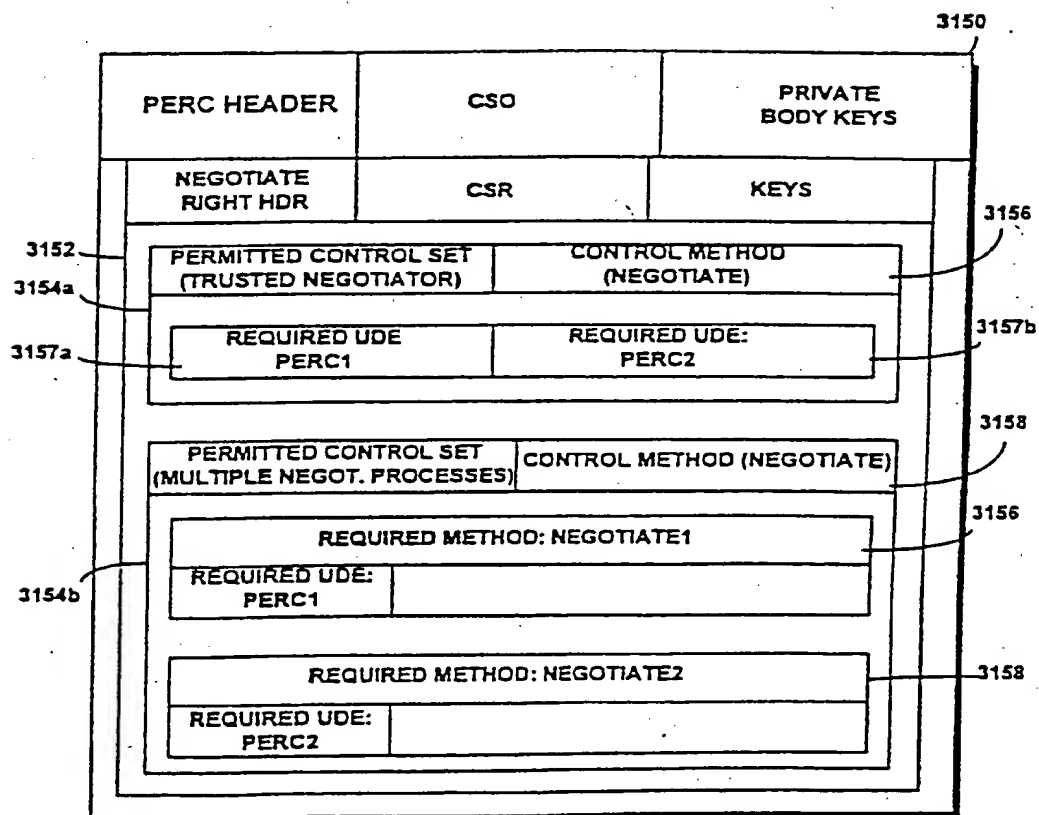 3150
PERC HEADER
CSO
PRIVATE
BODY KEYS
NEGOTIATE
RIGHT HDR
CSR
KEYS
3156
3152
PERMITTED CONTROL SET
(TRUSTED NEGOTIATOR)
CONTROL METHOD
(NEGOTIATE)
3154a
REQUIRED UDE
PERC1
REQUIRED UDE:
PERC2
3157b
3157a
3158
PERMITTED CONTROL SET
(MULTIPLE NEGOT. PROCESSES)
CONTROL METHOD (NEGOTIATE)
3156
REQUIRED METHOD: NEGOTIATE1
REQUIRED UDE:
PERC1
3154b
REQUIRED METHOD: NEGOTIATE2
3158
REQUIRED UDE:
PERC2